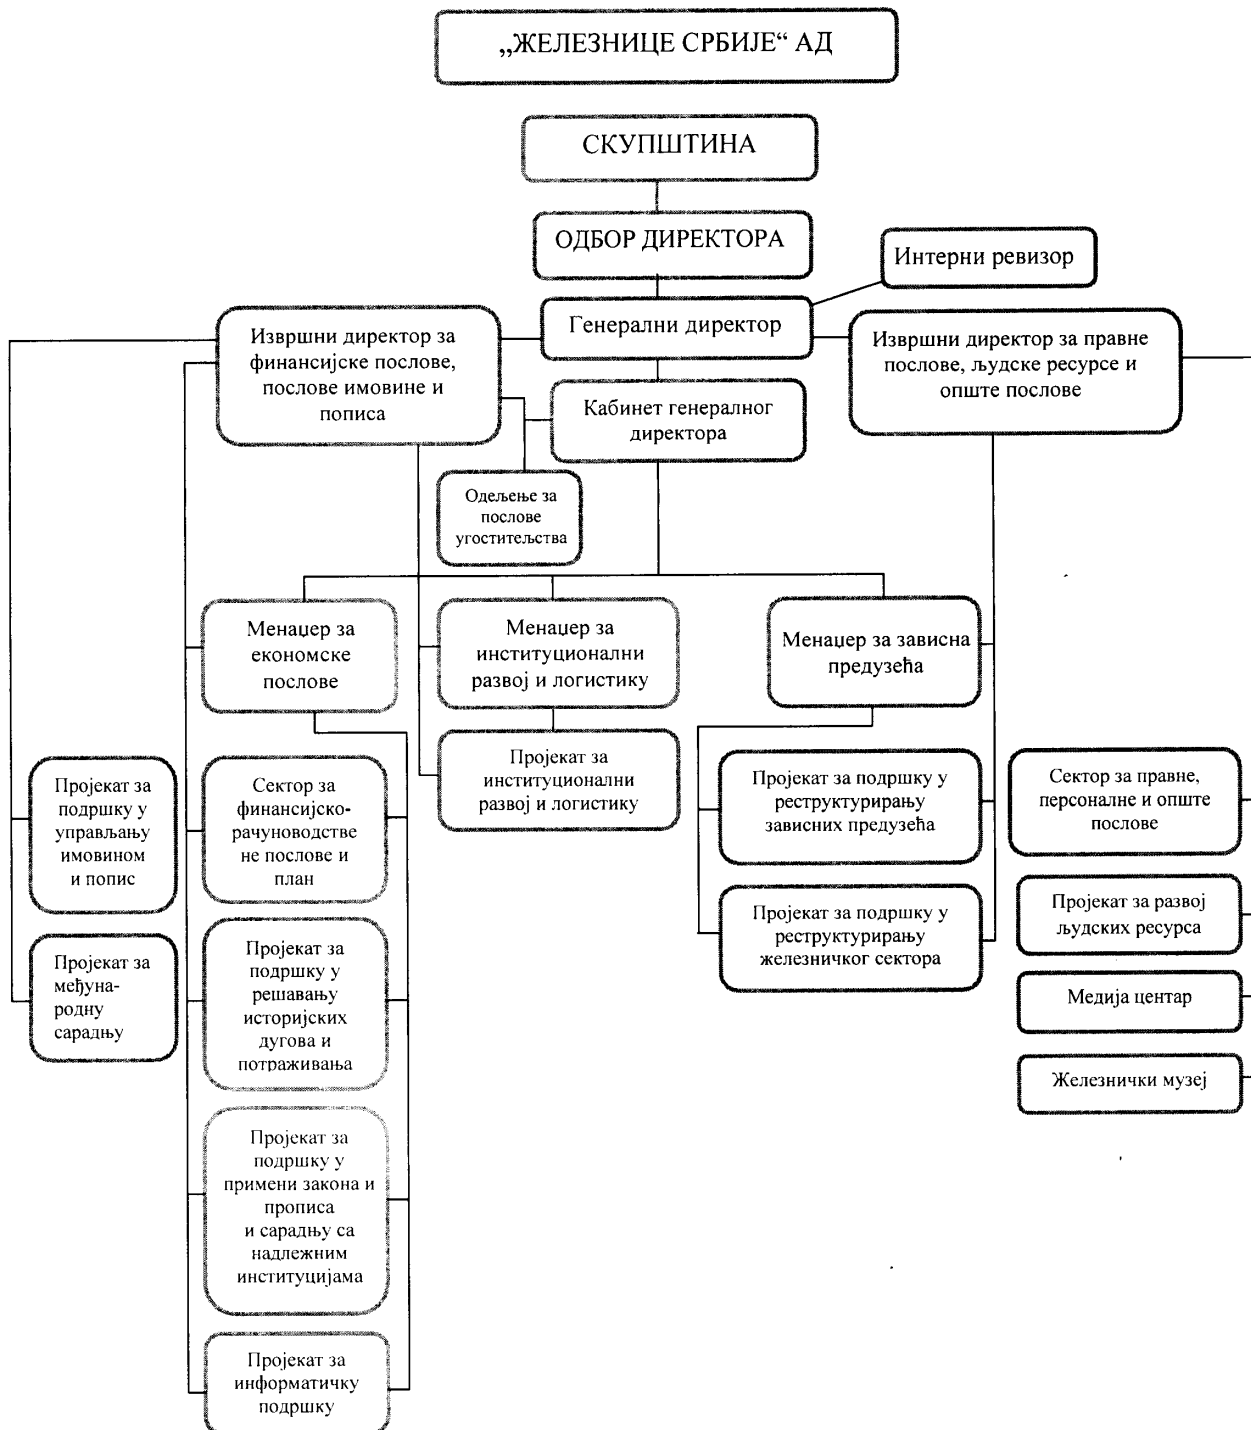 „ЖЕЛЕЗНИЦЕ СРБИЈЕ“ АД
СКУПШТИНА
ОДБОР ДИРЕКТОРА
Интерни ревизор
Генерални директор
Извршни директор за
финансијске послове,
послове имовине и
пописа
Извршни директор за правне
послове, људске ресурсе и
опште послове
Кабинет генералног
директора
Одељење за
послове
угоститељства
Менаџер за
економске
послове
Менаџер за
институционални
развој и логистику
Менаџер за зависна
предузећа
Пројекат за
подршку у
управљању
имовином
и попис
Сектор за
финансијско-
рачуноводстве
не послове и
план
Пројекат за
институционални
развој и логистику
Пројекат за подршку у
реструктурирању
зависних предузећа
Сектор за правне,
персоналне и опште
послове
Пројекат за
међуна-
родну
сарадњу
Пројекат за
подршку у
решавању
историјских
дугова и
потраживања
Пројекат за подршку у
реструктурирању
железничког сектора
Пројекат за развој
људских ресурса
Медија центар
Железнички музеј
Пројекат за
подршку у
примени закона и
прописа
и сарадњу са
надлежним
институцијама
Пројекат за
информатичку
подршку